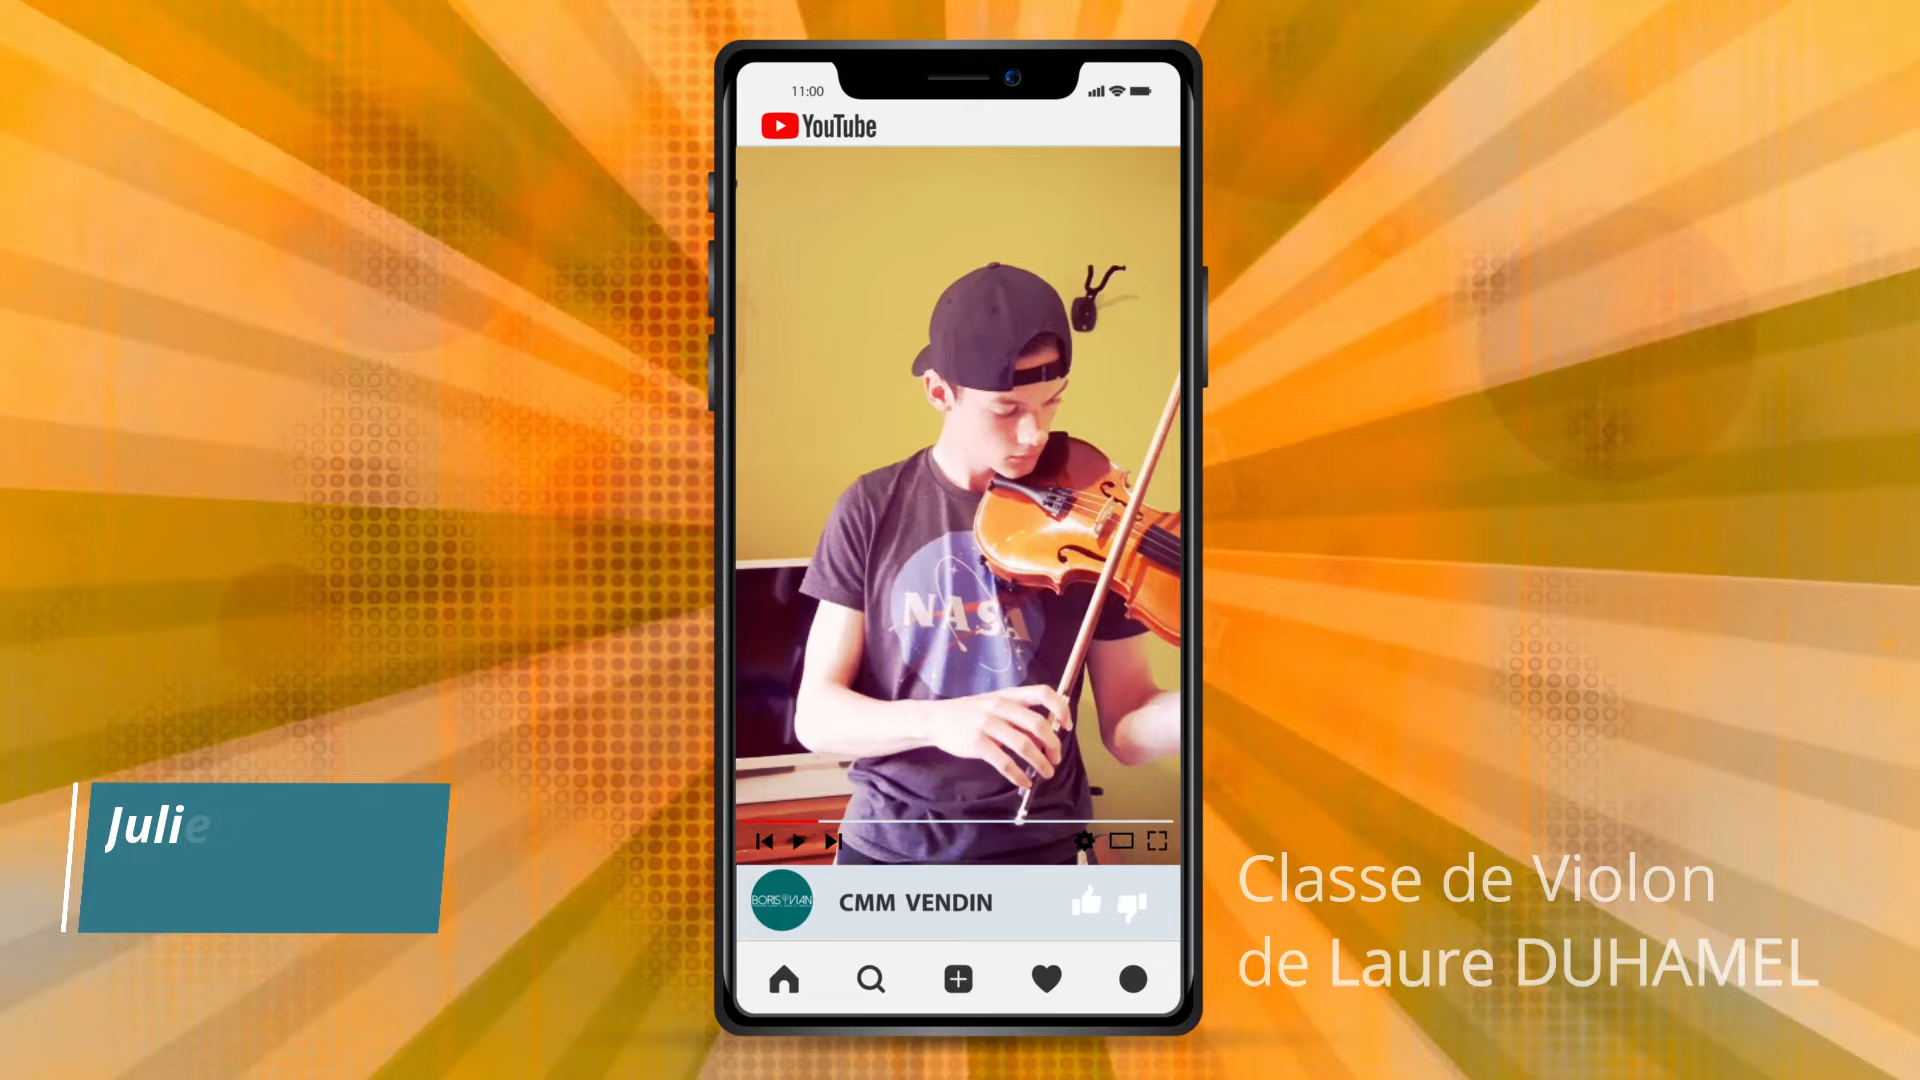 11:00
YouTube
NASA
Julie
BORIS VIAN
CMM VENDIN
Classe de Violon
de Laure DUHAMEL